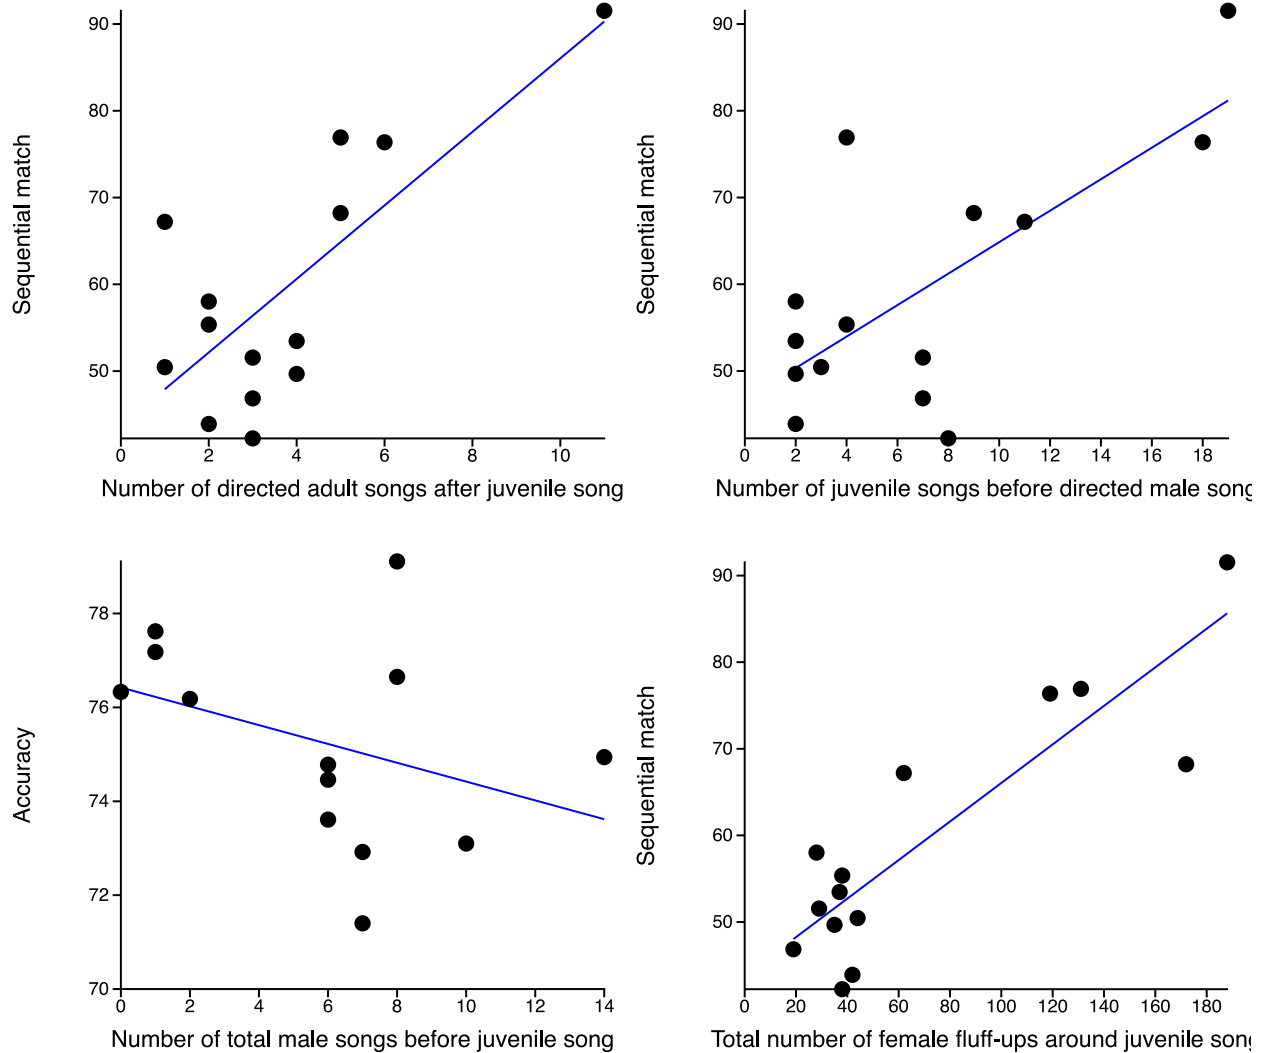 90
80
70
60
50
Sequential match
0 2 4 6 8 10
Number of directed adult songs after juvenile song
90
80
70
60
50
Sequential match
0 2 4 6 8 10 12 14 16 18
Number of juvenile songs before directed male song
78
76
74
72
70
Accuracy
0 2 4 6 8 10 12 14
Number of total male songs before juvenile song
90
80
70
60
50
Sequential match
0 20 40 60 80 100 120 140 160 180
Total number of female fluff-ups around juvenile song